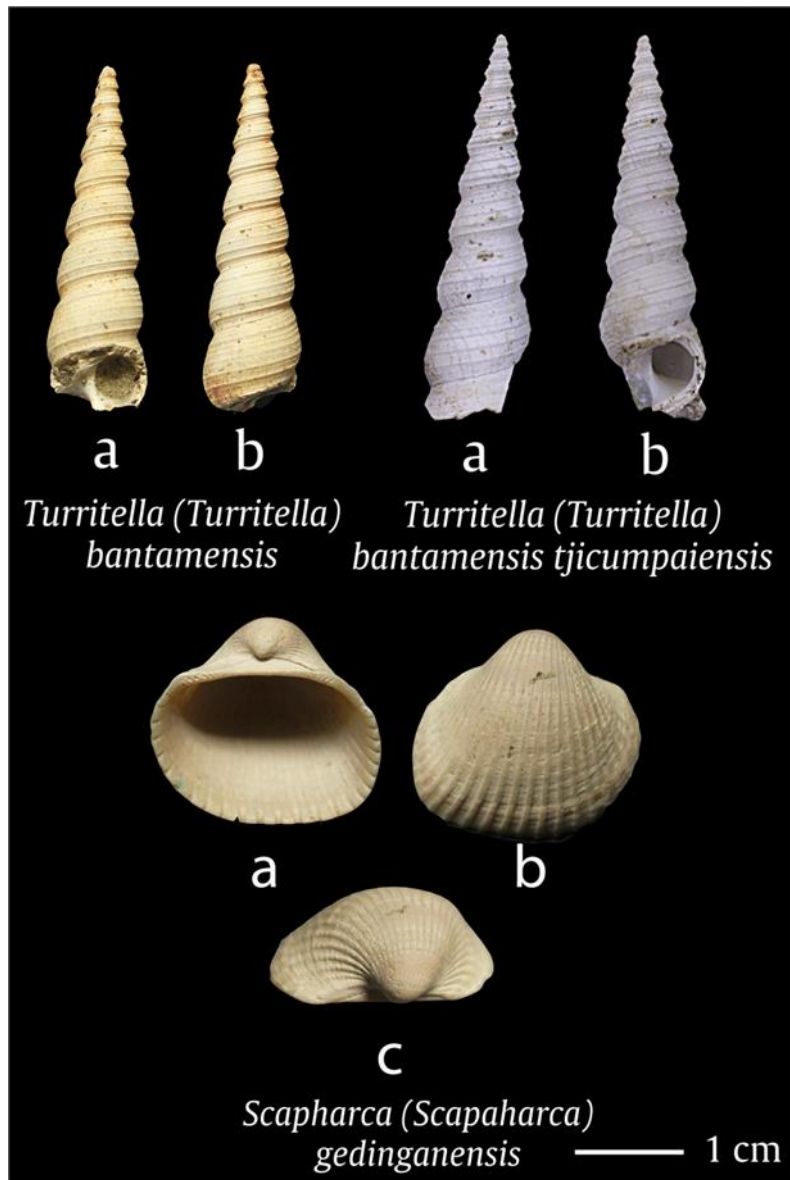 a b a b
Turritella (Turritella)
bantamensis
Turritella (Turritella)
bantamensis tjicumpaiensis
a b
c
Scapharca (Scapaharca)
gedinganensis
1 cm